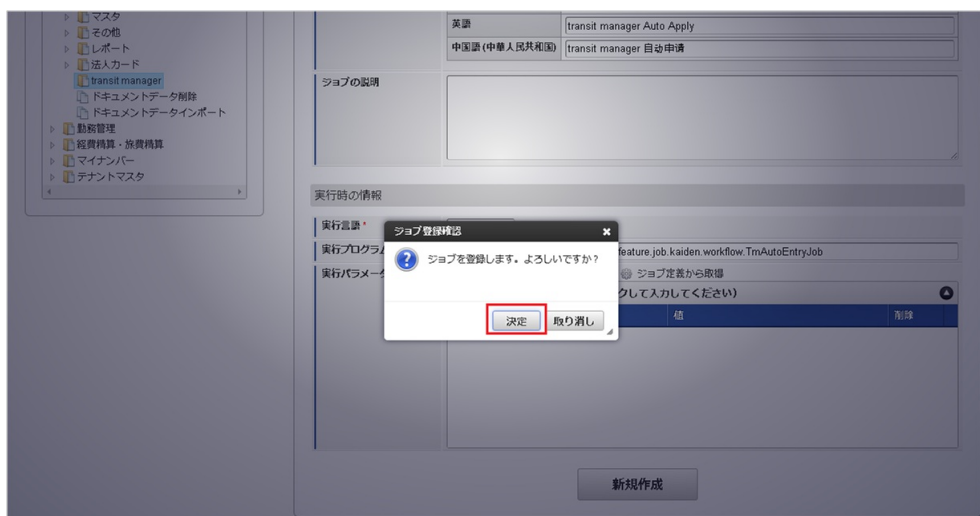 マスタ
その他
レポート
法人カード
transit manager
ドキュメントデータ削除
ドキュメントデータインポート
勤務管理
経費精算・旅費精算
マイナンバー
テナントマスタ
英語
transit manager Auto Apply
中国語 (中華人民共和国)
transit manager 自动申请
ジョブの説明
実行時の情報
実行言語 *
実行プログラム
feature.job.kaiden.workflow.TmAutoEntryJob
実行パラメータ
ジョブ定義から取得
クして入力してください)
値
削除
ジョブ登録確認
ジョブを登録します。よろしいですか?
決定
取り消し
新規作成